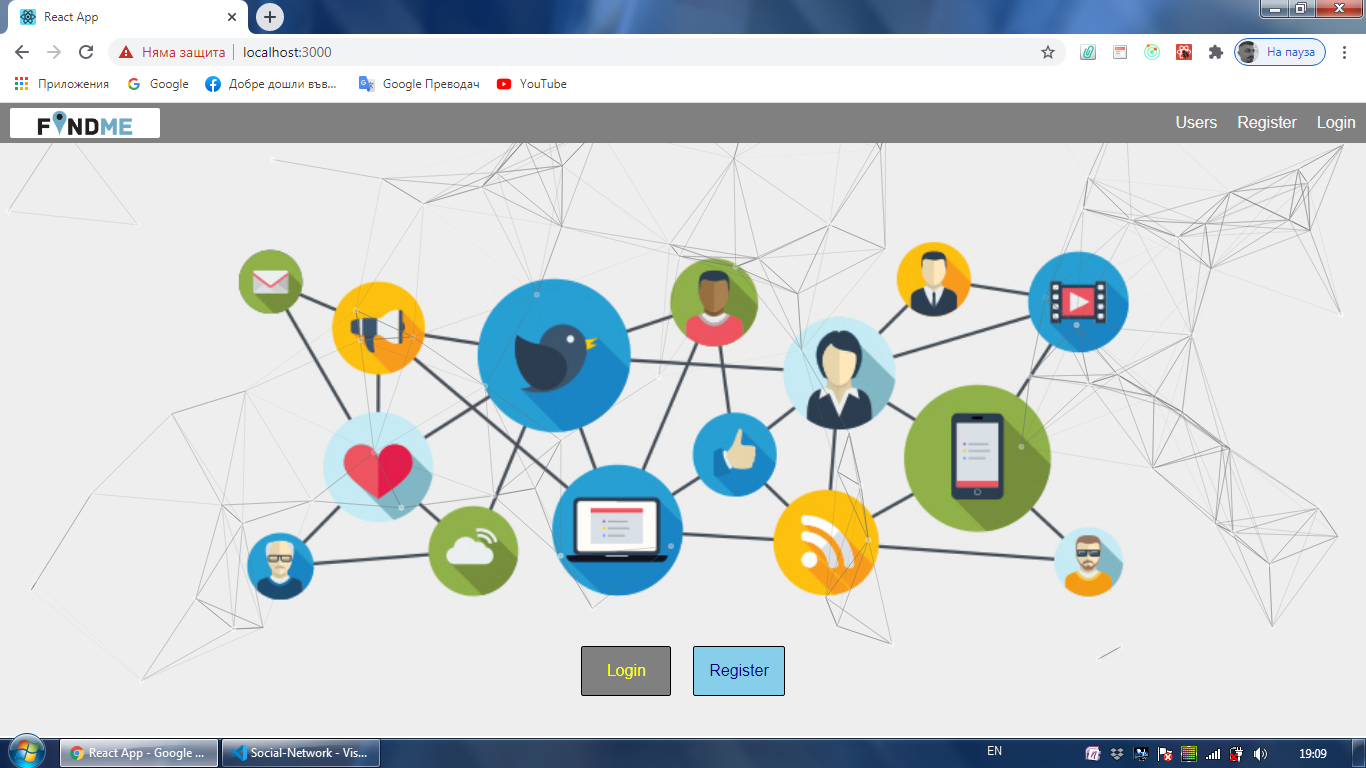 React App
Няма защита localhost:3000
На пауза
Приложения Google Добре дошли във... Google Преводач YouTube
FINDME Users Register Login
Login Register
React App - Google ... Social-Network - Vis... EN 19:09